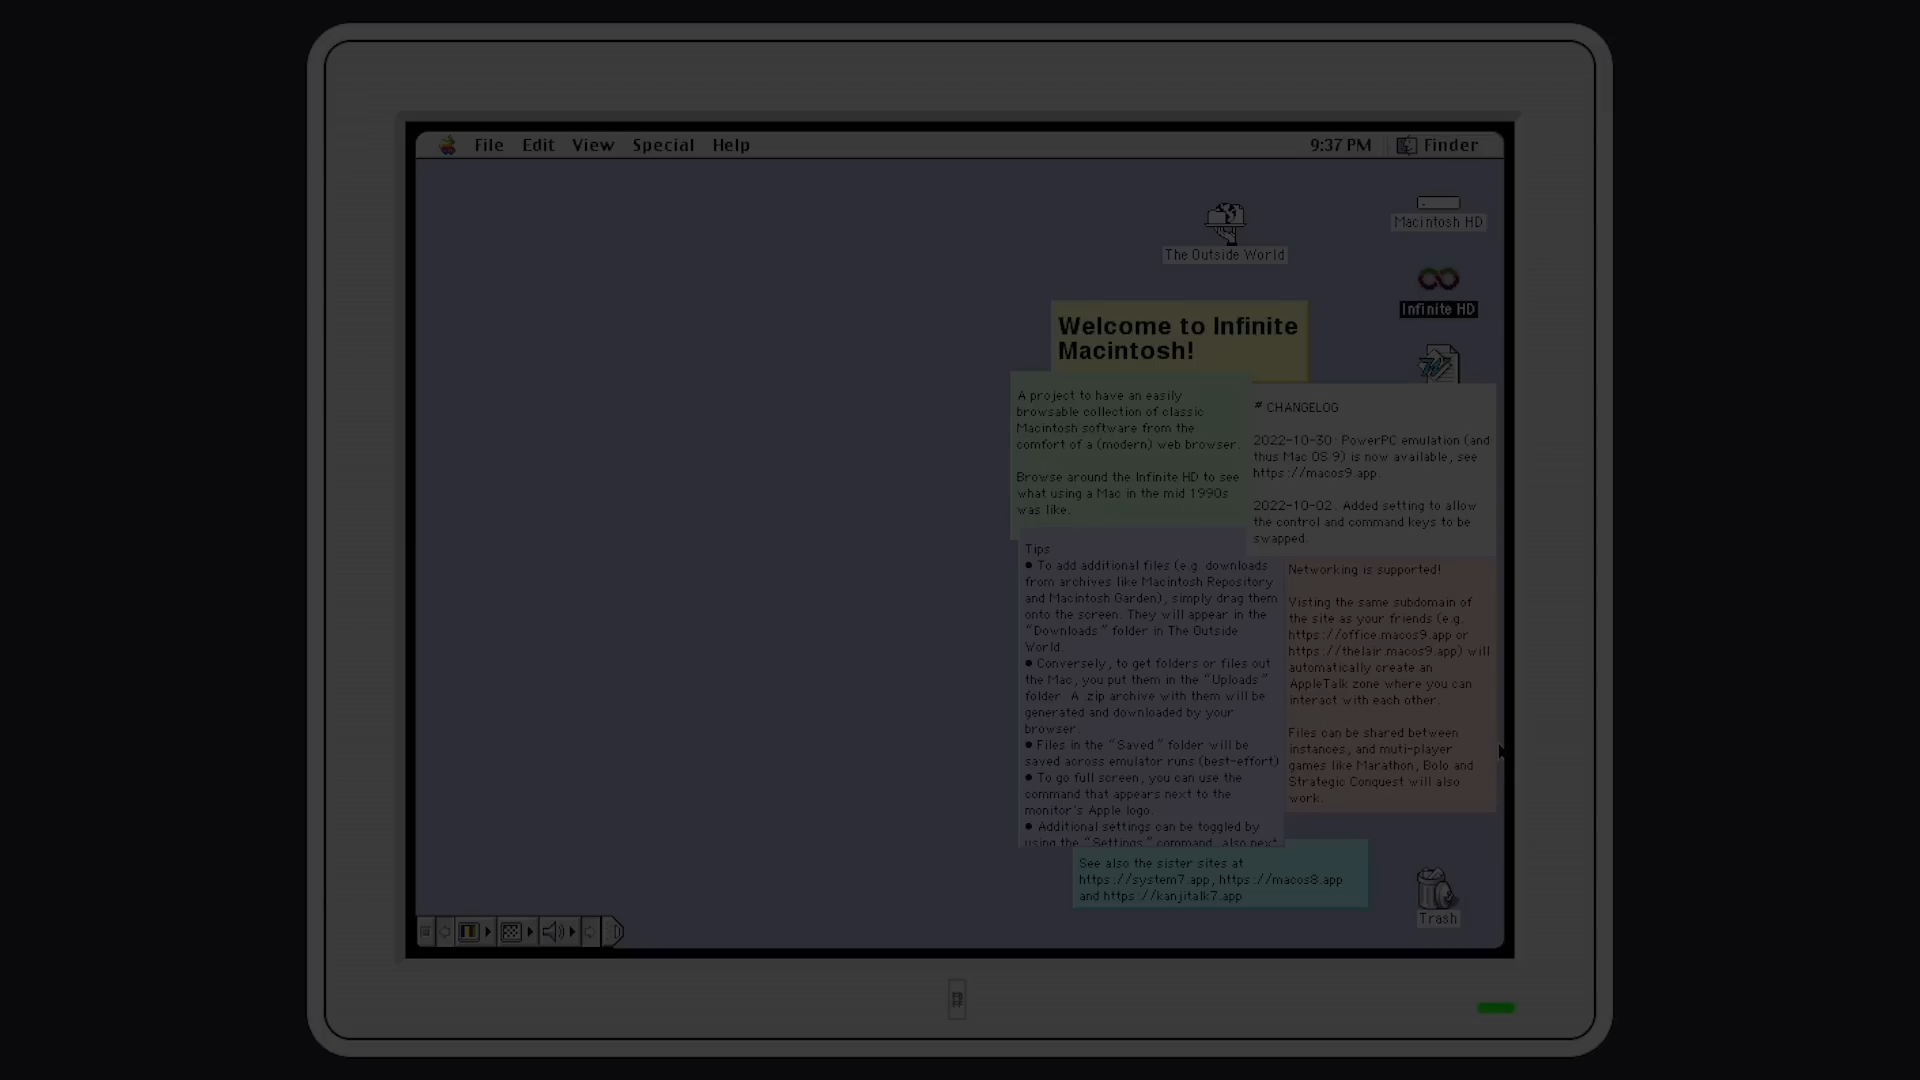 File Edit View Special Help 9:37 PM Finder
The Outside World
Macintosh HD
Infinite HD
Welcome to Infinite
Macintosh!
A project to have an easily
browsable collection of classic
Macintosh software from the
comfort of a (modern) web browser.
Browse around the Infinite HD to see
what using a Mac in the mid 1990s
was like.
# CHANGELOG
2022-10-30: PowerPC emulation (and
thus Mac OS 9) is now available, see
https://macos9.app.
2022-10-02: Added setting to allow
the control and command keys to be
swapped.
Tips
● To add additional files (e.g. downloads
from archives like Macintosh Repository
and Macintosh Garden), simply drag them
onto the screen. They will appear in the
“Downloads” folder in The Outside
World.
● Conversely, to get folders or files out
the Mac, you put them in the “Uploads”
folder. A .zip archive with them will be
generated and downloaded by your
browser.
● Files in the “Saved” folder will be
saved across emulator runs (best-effort)
● To go full screen, you can use the
command that appears next to the
monitor's Apple logo.
● Additional settings can be toggled by
using the “Settings” command, also next
Networking is supported!
Visting the same subdomain of
the site as your friends (e.g.
https://office.macos9.app or
https://thelair.macos9.app) will
automatically create an
AppleTalk zone where you can
interact with each other.
Files can be shared between
instances, and muti-player
games like Marathon, Bolo and
Strategic Conquest will also
work.
See also the sister sites at
https://system7.app, https://macos8.app
and https://kanjitalk7.app
Trash